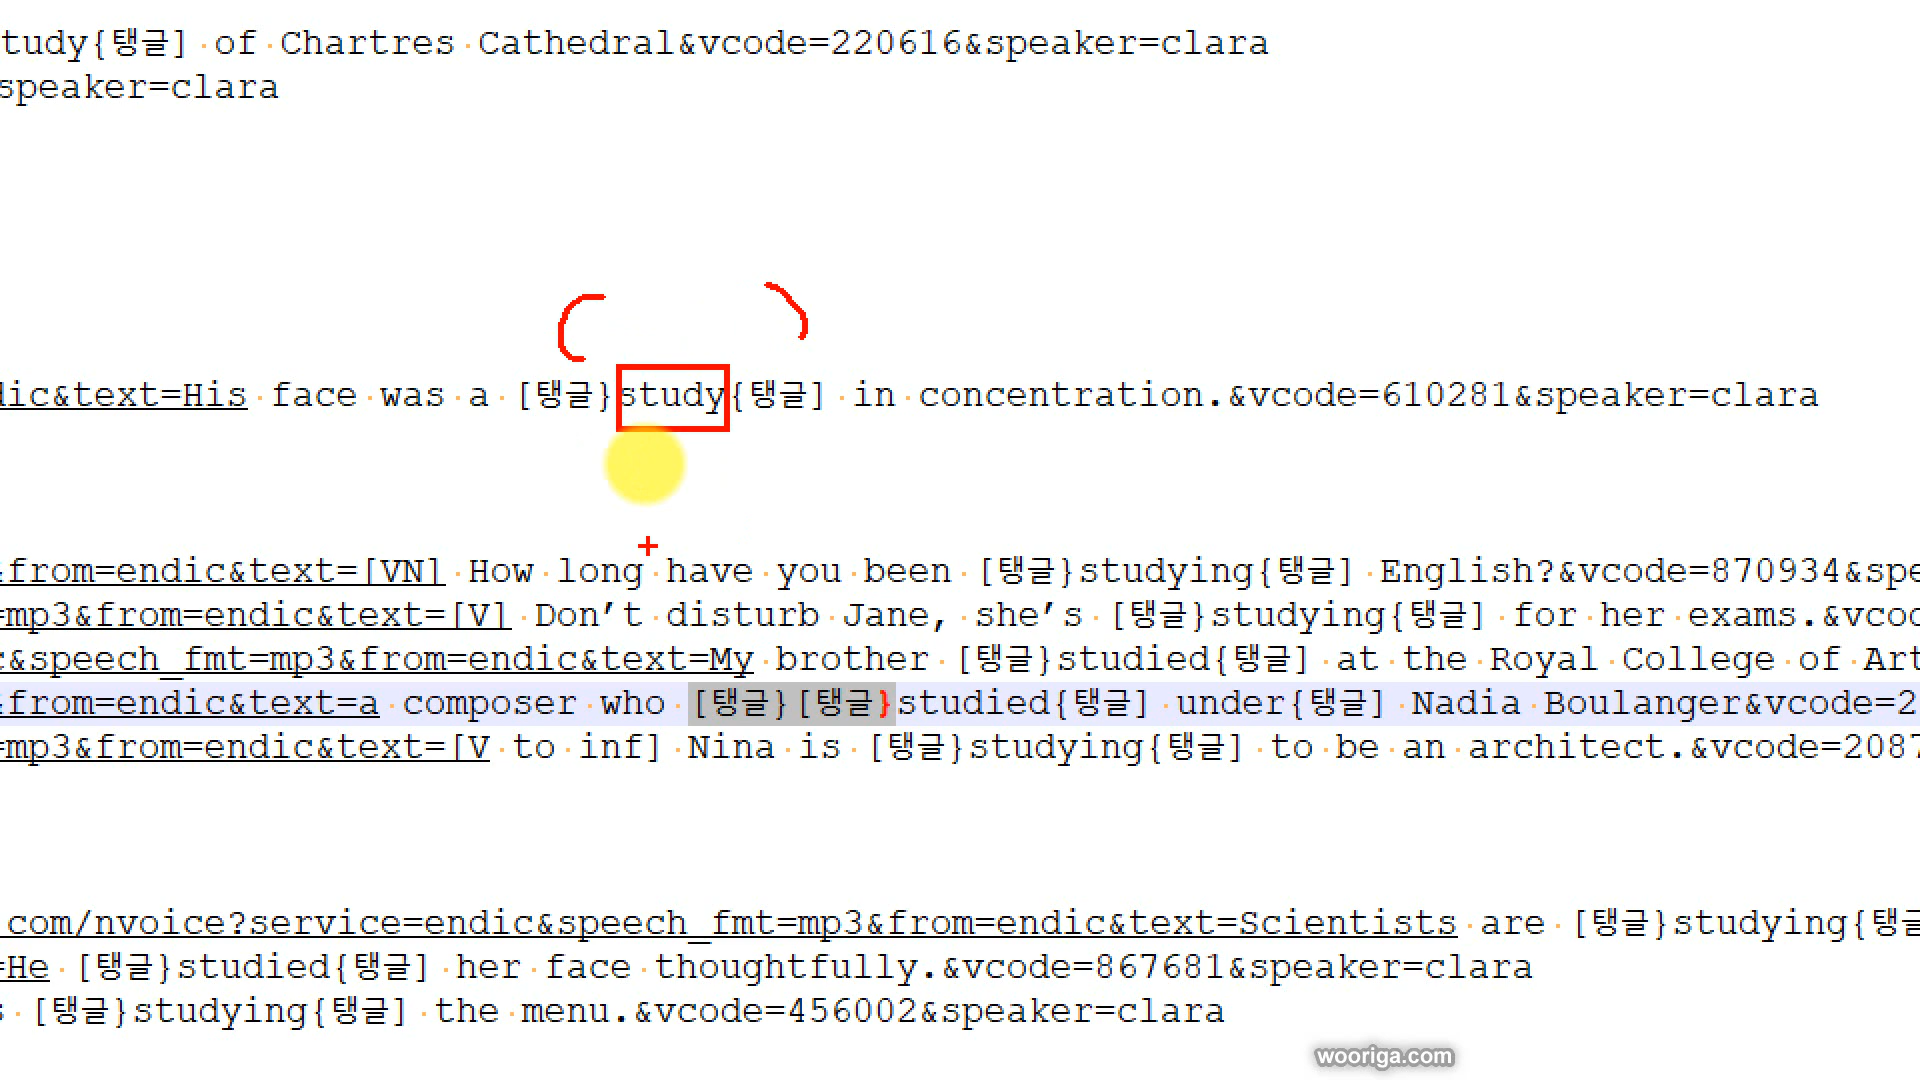 tudy{탱글] of Chartres Cathedral&vcode=220616&speaker=clara
speaker=clara
dic&text=His face was a [탱글}study{탱글] in concentration.&vcode=610281&speaker=clara
&from=endic&text=[VN] How long have you been [탱글}studying{탱글] English?&vcode=870934&spe
=mp3&from=endic&text=[V] Don’t disturb Jane, she’s [탱글}studying{탱글] for her exams.&vcod
c&speech_fmt=mp3&from=endic&text=My brother [탱글}studied{탱글] at the Royal College of Art
&from=endic&text=a composer who [탱글}[탱글}studied{탱글] under{탱글] Nadia Boulanger&vcode=2
=mp3&from=endic&text=[V to inf] Nina is [탱글}studying{탱글] to be an architect.&vcode=2087
.com/nvoice?service=endic&speech_fmt=mp3&from=endic&text=Scientists are [탱글}studying{탱글
=He [탱글}studied{탱글] her face thoughtfully.&vcode=867681&speaker=clara
s [탱글}studying{탱글] the menu.&vcode=456002&speaker=clara
wooriga.com